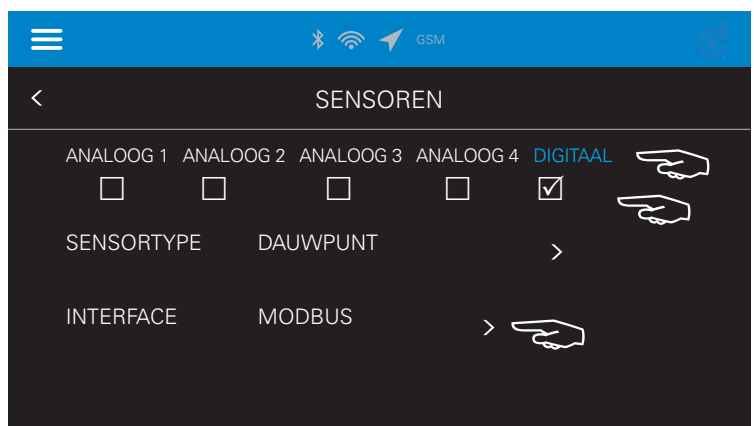 GSM
SENSOREN
ANALOOG 1 ANALOOG 2 ANALOOG 3 ANALOOG 4 DIGITAAL
SENSORTYPE DAUWPUNT >
INTERFACE MODBUS >